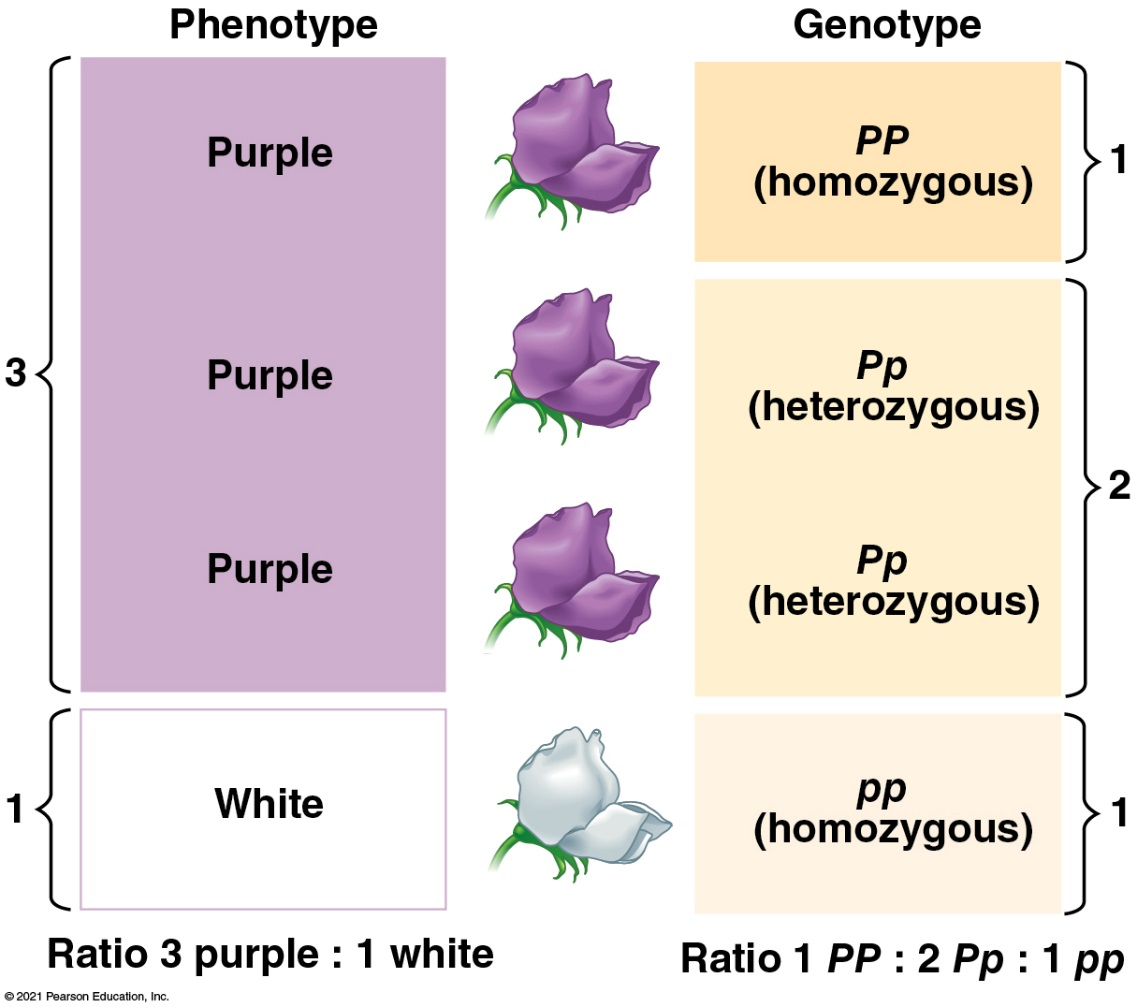 Phenotype
Genotype
Purple
PP
(homozygous)
1
3
Purple
Pp
(heterozygous)
2
Purple
Pp
(heterozygous)
1
White
pp
(homozygous)
1
Ratio 3 purple : 1 white
Ratio 1 PP : 2 Pp : 1 pp
© 2021 Pearson Education, Inc.